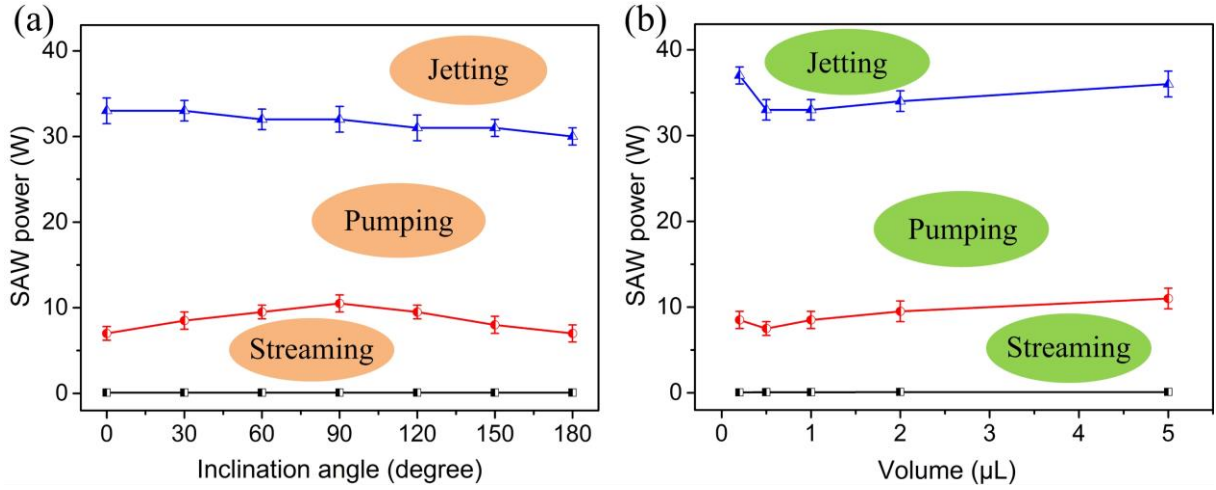 (a)
SAW power (W)
40
30
20
10
0
Jetting
Pumping
Streaming
0 30 60 90 120 150 180
Inclination angle (degree)
(b)
SAW power (W)
40
30
20
10
0
Jetting
Pumping
Streaming
0 1 2 3 4 5
Volume (µL)